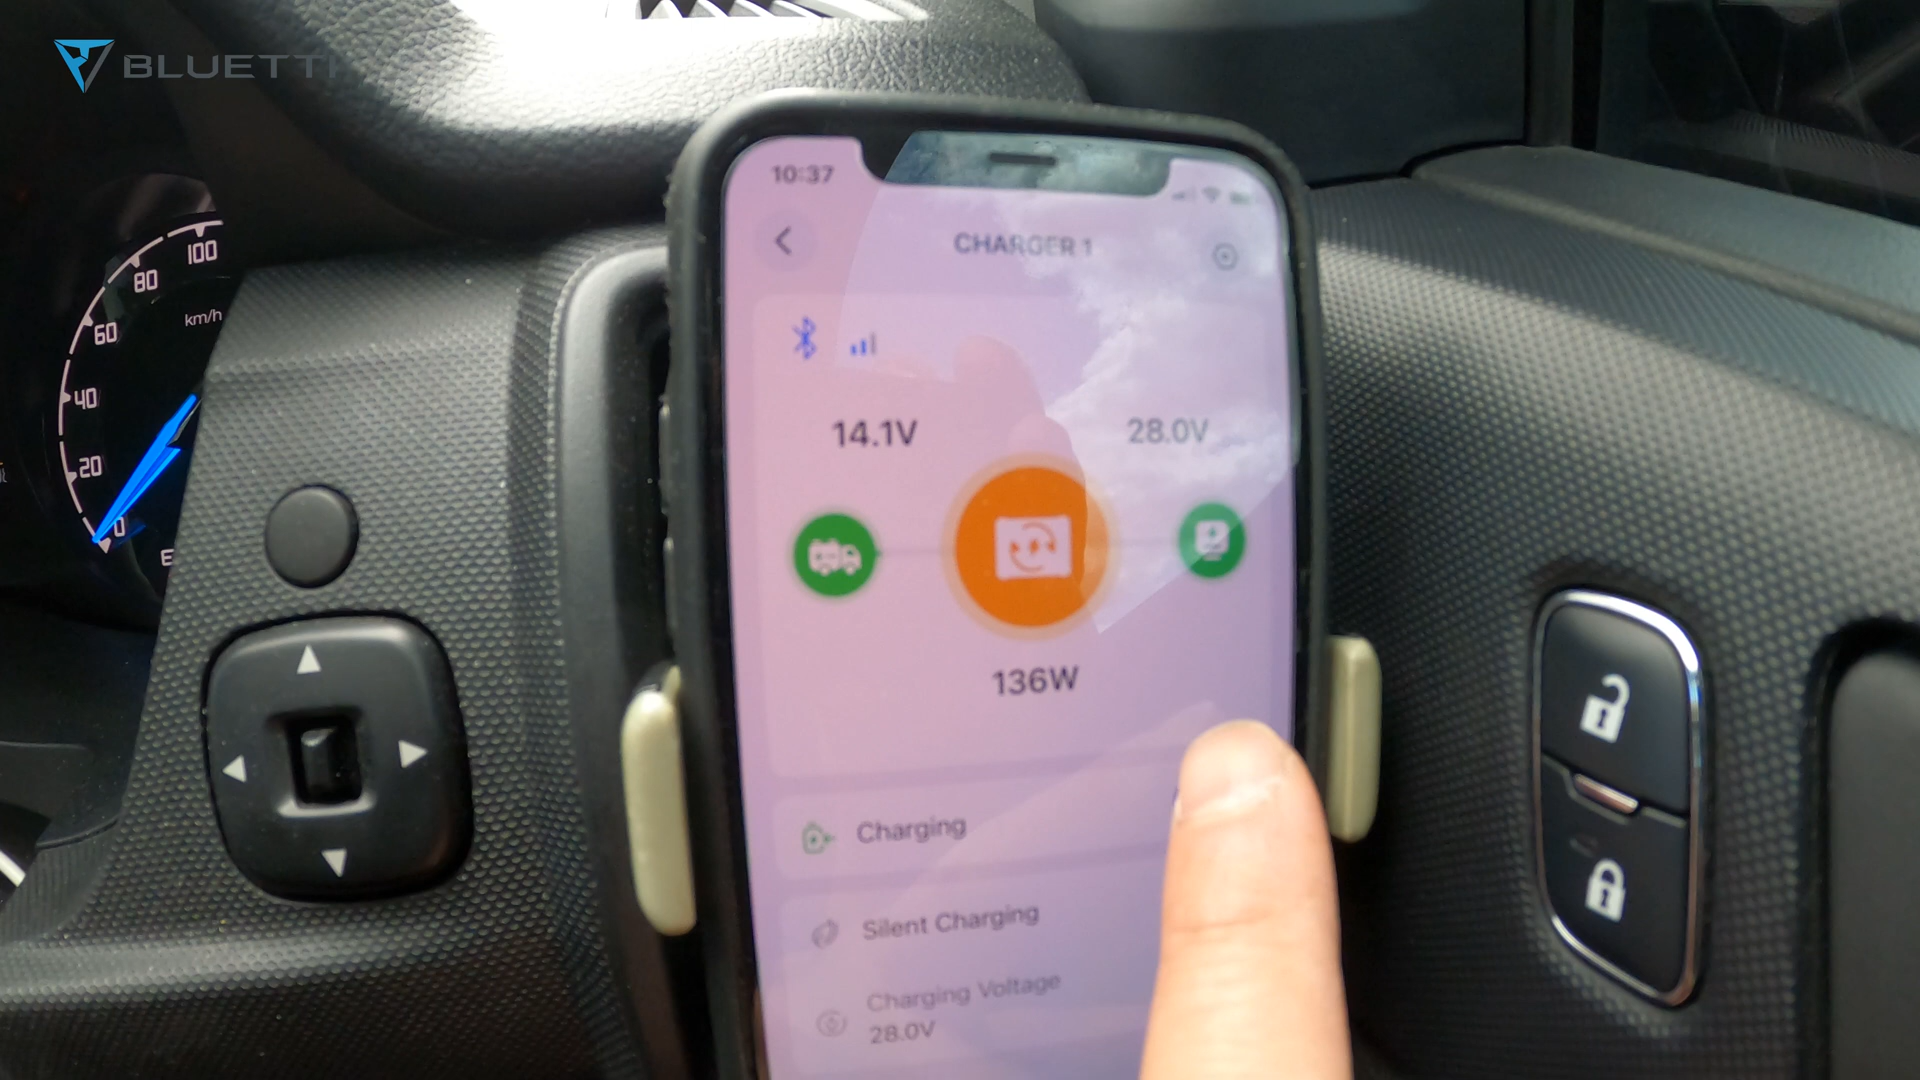 BLUETTI
10:37
CHARGER 1
14.1V
28.0V
136W
Charging
Silent Charging
Charging Voltage
28.0V
100
80
km/h
60
40
20
0
E